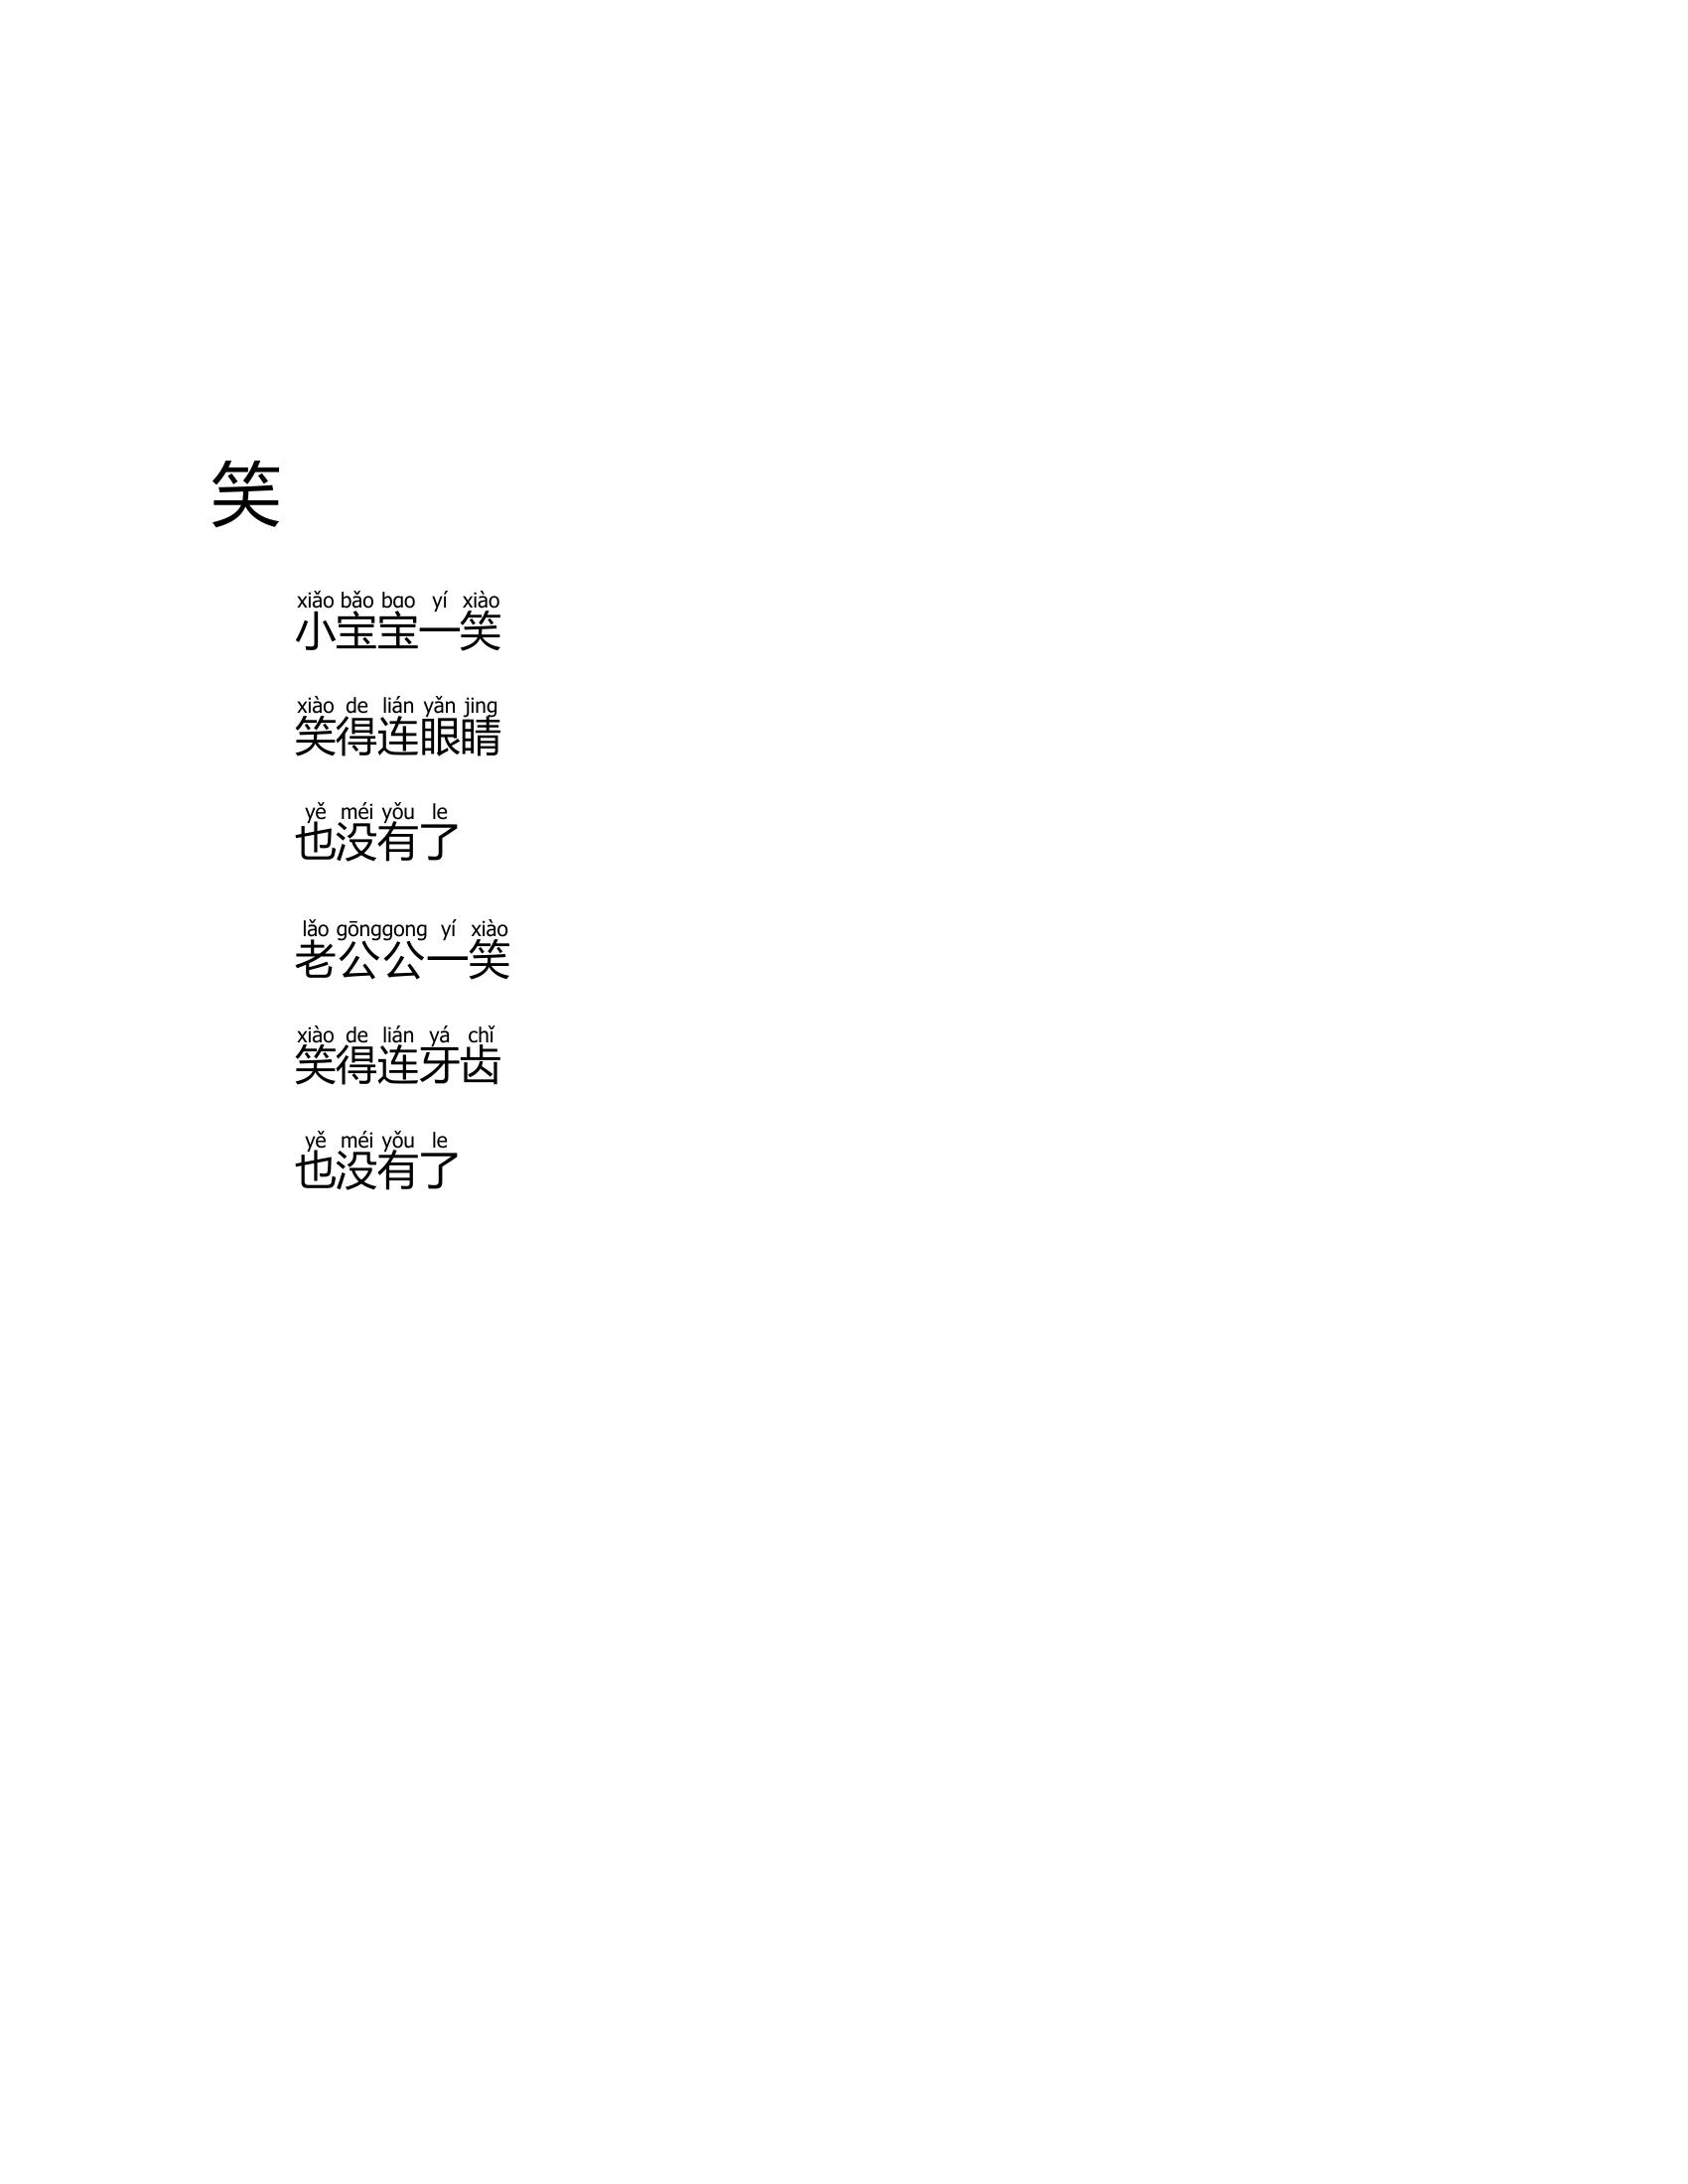 笑
xiǎo bǎo bɑo yí xiào
小宝宝一笑
xiào de lián yǎn jing
笑得连眼睛
yě méi yǒu le
也没有了
lǎo gōnggong yí xiào
老公公一笑
xiào de lián yá chǐ
笑得连牙齿
yě méi yǒu le
也没有了